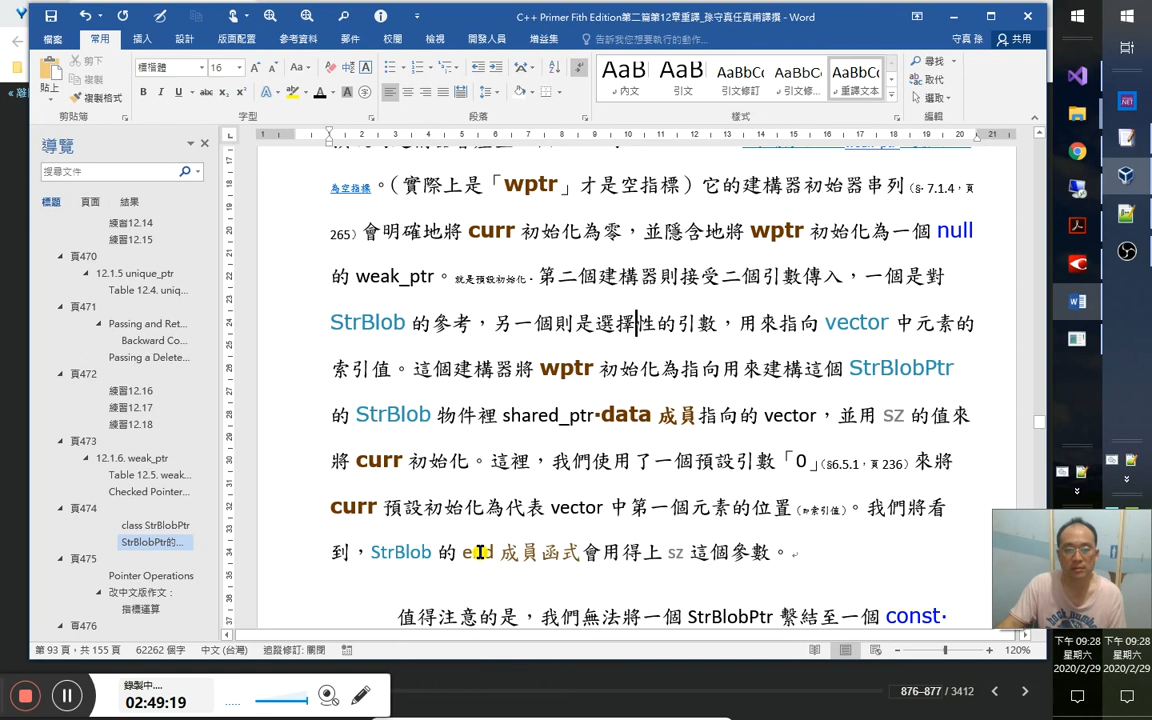 C++ Primer Fifth Edition第二篇第12章重譯_孫守真任真甫譯撰 - Word
檔案 常用 插入 設計 版面配置 參考資料 郵件 校閱 檢視 開發人員 增益集 告訴我您想要執行的動作... 守真 孫 共用
貼上 剪下 複製 複製格式
標楷體 16
AaB AaB AaBbC AaBbC AaBbCc
內文 引文 引文修訂 引文修... 重譯文本
尋找 取代 選取
剪貼簿 字型 段落 樣式 編輯
導覽
搜尋文件
標題 頁面 結果
練習12.14
練習12.15
頁470
12.1.5 unique_ptr
Table 12.4. uniq...
頁471
Passing and Ret...
Backward Co...
Passing a Delete...
頁472
練習12.16
練習12.17
練習12.18
頁473
12.1.6. weak_ptr
Table 12.5. weak...
Checked Pointer...
頁474
class StrBlobPtr
StrBlobPtr的...
頁475
Pointer Operations
改中文版作文：
指標運算
頁476
為空指標。（實際上是「wptr」才是空指標）它的建構器初始器串列(§ 7.1.4，頁
265) 會明確地將 curr 初始化為零，並隱含地將 wptr 初始化為一個 null
的 weak_ptr。就是預設初始化。第二個建構器則接受二個引數傳入，一個是對
StrBlob 的參考，另一個則是選擇性的引數，用來指向 vector 中元素的
索引值。這個建構器將 wptr 初始化為指向用來建構這個 StrBlobPtr
的 StrBlob 物件裡 shared_ptr·data 成員指向的 vector，並用 sz 的值來
將 curr 初始化。這裡，我們使用了一個預設引數「0」(§6.5.1，頁 236) 來將
curr 預設初始化為代表 vector 中第一個元素的位置（即索引值）。我們將看
到，StrBlob 的 end 成員函式會用得上 sz 這個參數。
值得注意的是，我們無法將一個 StrBlobPtr 繫結至一個 const·
第 93 頁，共 155 頁 62262 個字 中文 (台灣) 追蹤修訂: 關閉 120%
錄製中....
02:49:19
876–877 / 3412
下午 09:28
星期六
2020/2/29
下午 09:28
星期六
2020/2/29